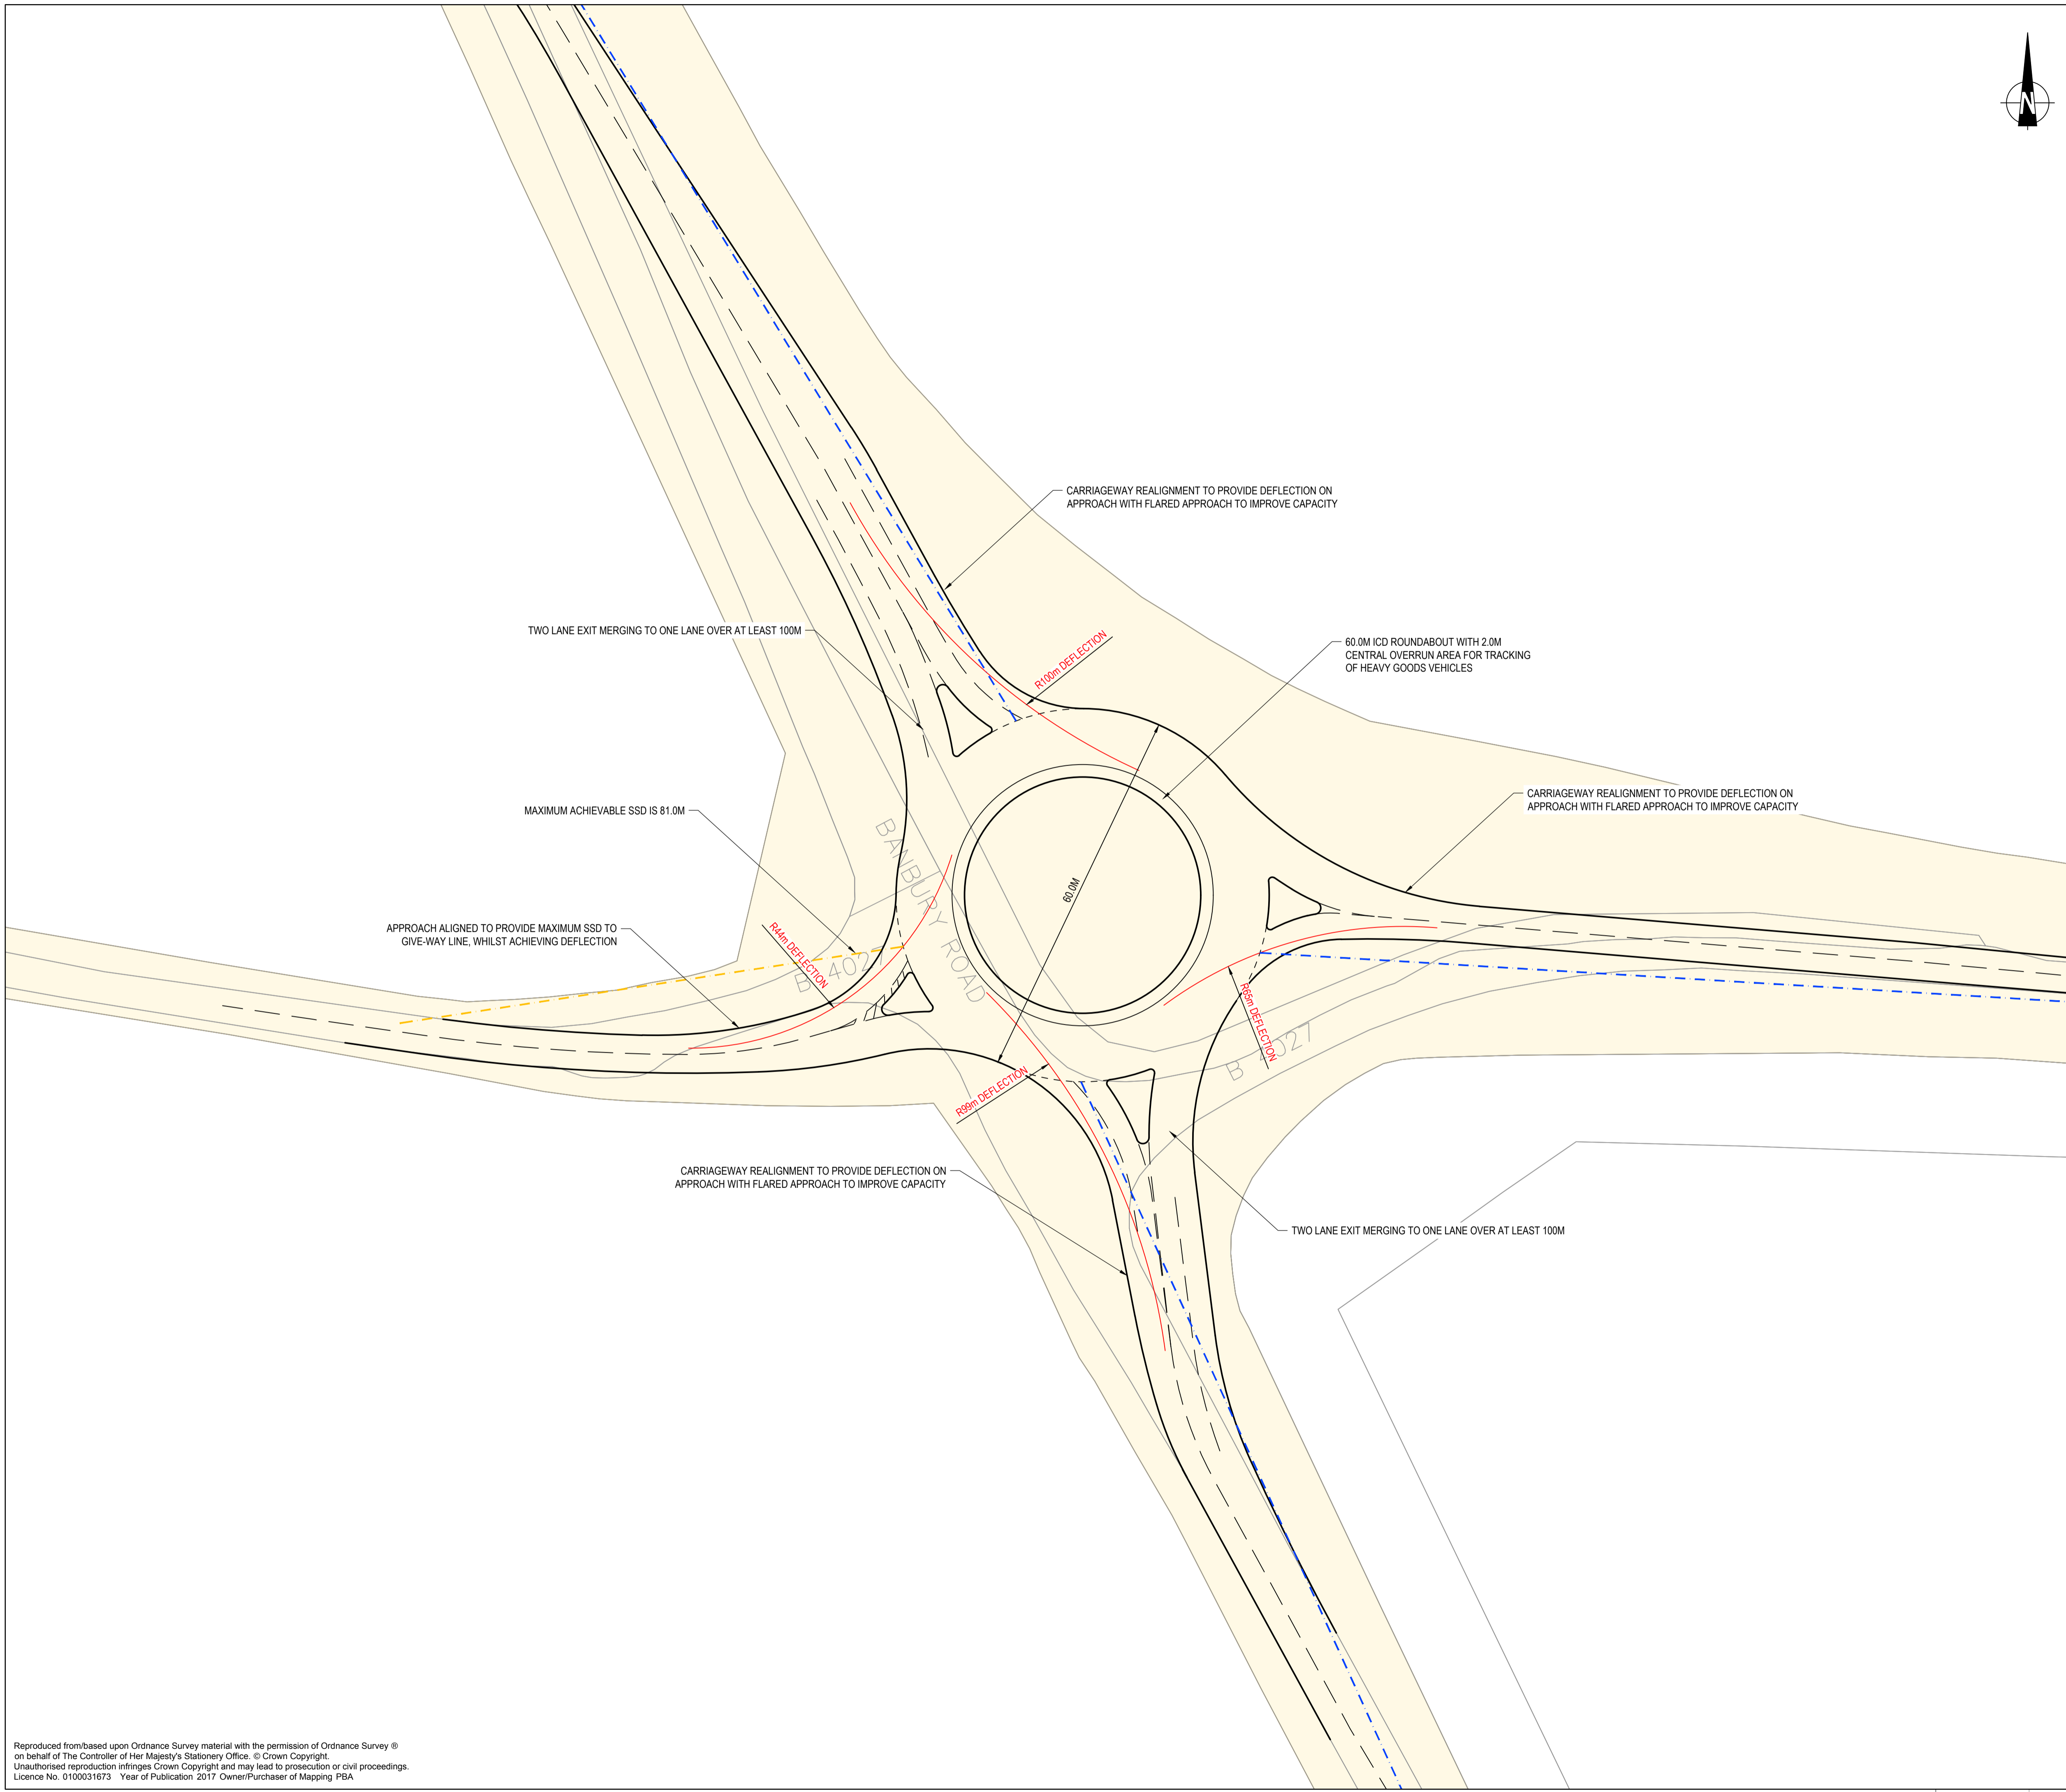 N
CARRIAGEWAY REALIGNMENT TO PROVIDE DEFLECTION ON
APPROACH WITH FLARED APPROACH TO IMPROVE CAPACITY
TWO LANE EXIT MERGING TO ONE LANE OVER AT LEAST 100M
R100m DEFLECTION
60.0M ICD ROUNDABOUT WITH 2.0M
CENTRAL OVERRUN AREA FOR TRACKING
OF HEAVY GOODS VEHICLES
CARRIAGEWAY REALIGNMENT TO PROVIDE DEFLECTION ON
APPROACH WITH FLARED APPROACH TO IMPROVE CAPACITY
MAXIMUM ACHIEVABLE SSD IS 81.0M
BANBURY ROAD
60.0M
APPROACH ALIGNED TO PROVIDE MAXIMUM SSD TO
GIVE-WAY LINE, WHILST ACHIEVING DEFLECTION
R44m DEFLECTION
B 4027
R65m DEFLECTION
B 4027
R99m DEFLECTION
CARRIAGEWAY REALIGNMENT TO PROVIDE DEFLECTION ON
APPROACH WITH FLARED APPROACH TO IMPROVE CAPACITY
TWO LANE EXIT MERGING TO ONE LANE OVER AT LEAST 100M
Reproduced from/based upon Ordnance Survey material with the permission of Ordnance Survey ®
on behalf of The Controller of Her Majesty's Stationery Office. © Crown Copyright.
Unauthorised reproduction infringes Crown Copyright and may lead to prosecution or civil proceedings.
Licence No. 0100031673 Year of Publication 2017 Owner/Purchaser of Mapping PBA